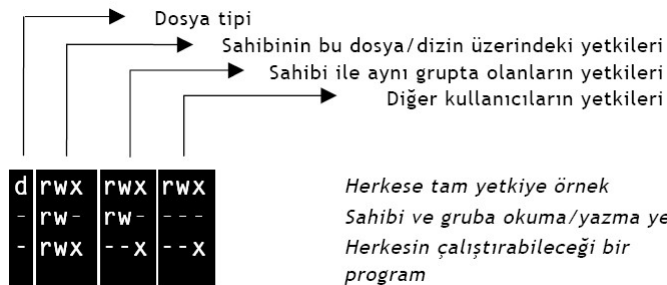 Dosya tipi
Sahibinin bu dosya/dizin üzerindeki yetkileri
Sahibi ile aynı grupta olanların yetkileri
Diğer kullanıcıların yetkileri
d rwx rwx rwx Herkese tam yetkiye örnek
- rw- rw- --- Sahibi ve gruba okuma/yazma ye
- rwx --x --x Herkesin çalıştırabileceği bir
program